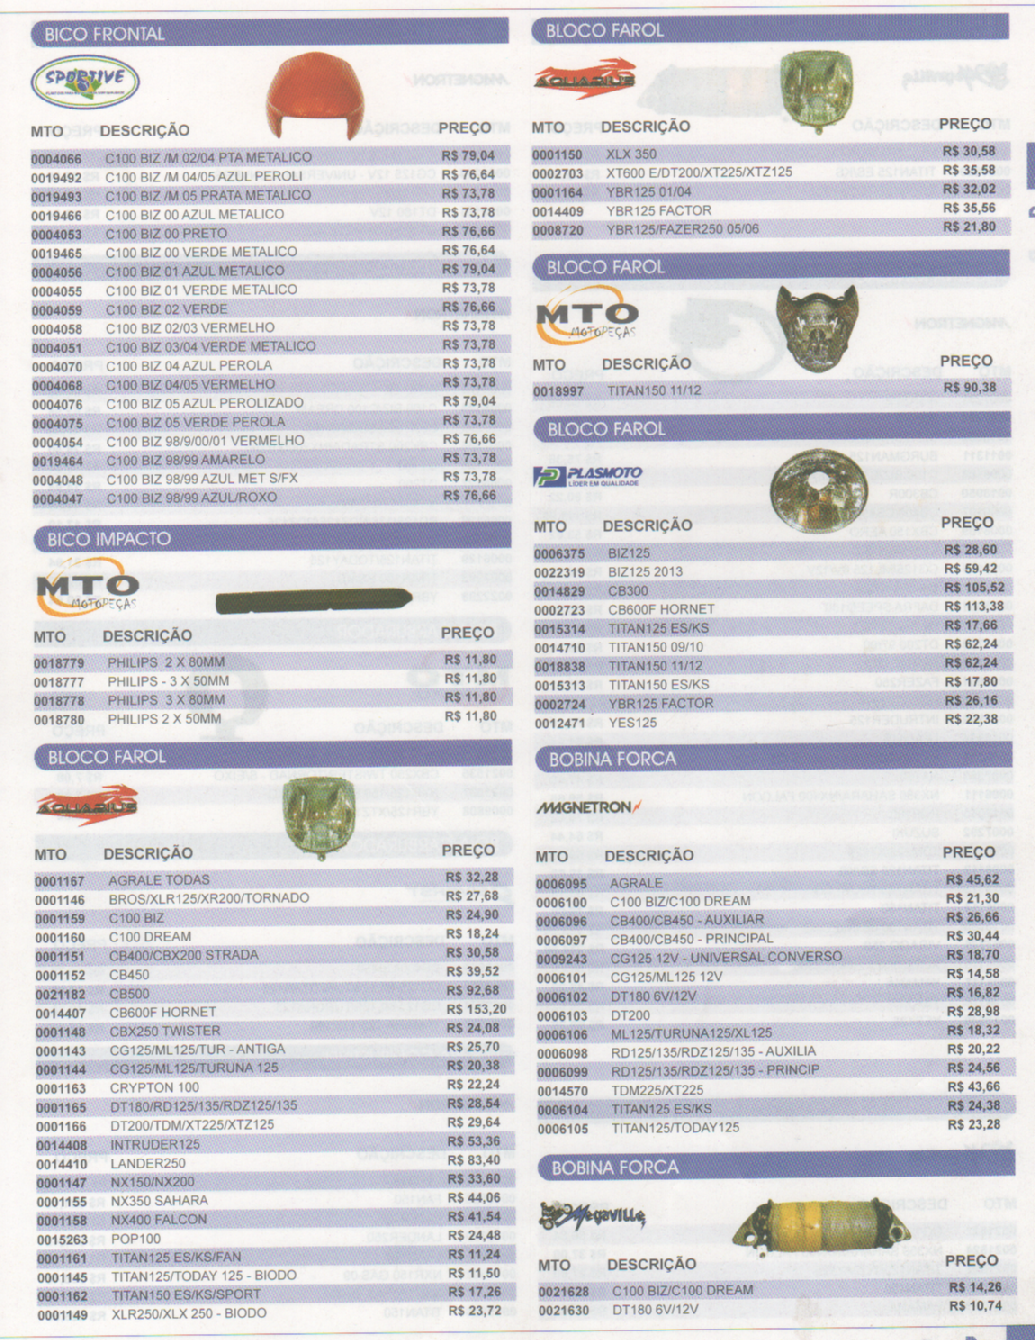 BICO FRONTAL
SPORTIVE
MTO DESCRIÇÃO PREÇO
0004066 C100 BIZ /M 02/04 PTA METALICO R$ 79,04
0019492 C100 BIZ /M 04/05 AZUL PEROLI R$ 76,64
0019493 C100 BIZ /M 05 PRATA METALICO R$ 73,78
0019466 C100 BIZ 00 AZUL METALICO R$ 73,78
0004053 C100 BIZ 00 PRETO R$ 76,66
0019465 C100 BIZ 00 VERDE METALICO R$ 76,64
0004056 C100 BIZ 01 AZUL METALICO R$ 79,04
0004055 C100 BIZ 01 VERDE METALICO R$ 73,78
0004059 C100 BIZ 02 VERDE R$ 76,66
0004058 C100 BIZ 02/03 VERMELHO R$ 73,78
0004051 C100 BIZ 03/04 VERDE METALICO R$ 73,78
0004070 C100 BIZ 04 AZUL PEROLA R$ 73,78
0004068 C100 BIZ 04/05 VERMELHO R$ 73,78
0004076 C100 BIZ 05 AZUL PEROLIZADO R$ 79,04
0004075 C100 BIZ 05 VERDE PEROLA R$ 73,78
0004054 C100 BIZ 98/9/00/01 VERMELHO R$ 76,66
0019464 C100 BIZ 98/99 AMARELO R$ 73,78
0004048 C100 BIZ 98/99 AZUL MET S/FX R$ 73,78
0004047 C100 BIZ 98/99 AZUL/ROXO R$ 76,66
BICO IMPACTO
MTO
MOTOPEÇAS
MTO DESCRIÇÃO PREÇO
0018779 PHILIPS 2 X 80MM R$ 11,80
0018777 PHILIPS - 3 X 50MM R$ 11,80
0018778 PHILIPS 3 X 80MM R$ 11,80
0018780 PHILIPS 2 X 50MM R$ 11,80
BLOCO FAROL
AQUARIUS
MTO DESCRIÇÃO PREÇO
0001157 AGRALE TODAS R$ 32,28
0001146 BROS/XLR125/XR200/TORNADO R$ 27,68
0001159 C100 BIZ R$ 24,90
0001160 C100 DREAM R$ 18,24
0001151 CB400/CBX200 STRADA R$ 30,58
0001152 CB450 R$ 39,52
0021182 CB500 R$ 92,68
0014407 CB600F HORNET R$ 153,20
0001148 CBX250 TWISTER R$ 24,08
0001143 CG125/ML125/TUR - ANTIGA R$ 25,70
0001144 CG125/ML125/TURUNA 125 R$ 20,38
0001163 CRYPTON 100 R$ 22,24
0001165 DT180/RD125/135/RDZ125/135 R$ 28,54
0001166 DT200/TDM/XT225/XTZ125 R$ 29,64
0014408 INTRUDER125 R$ 53,36
0014410 LANDER250 R$ 83,40
0001147 NX150/NX200 R$ 33,60
0001155 NX350 SAHARA R$ 44,06
0001158 NX400 FALCON R$ 41,54
0015263 POP100 R$ 24,48
0001161 TITAN125 ES/KS/FAN R$ 11,24
0001145 TITAN125/TODAY 125 - BIODO R$ 11,50
0001162 TITAN150 ES/KS/SPORT R$ 17,26
0001149 XLR250/XLX 250 - BIODO R$ 23,72
BLOCO FAROL
AQUARIUS
MTO DESCRIÇÃO PREÇO
0001150 XLX 350 R$ 30,58
0002703 XT600 E/DT200/XT225/XTZ125 R$ 35,58
0001164 YBR125 01/04 R$ 32,02
0014409 YBR125 FACTOR R$ 35,56
0008720 YBR125/FAZER250 05/06 R$ 21,80
BLOCO FAROL
MTO
MOTOPEÇAS
MTO DESCRIÇÃO PREÇO
0018997 TITAN150 11/12 R$ 90,38
BLOCO FAROL
PLASMOTO
LÍDER EM QUALIDADE
MTO DESCRIÇÃO PREÇO
0006375 BIZ125 R$ 28,60
0022319 BIZ125 2013 R$ 59,42
0014829 CB300 R$ 105,52
0002723 CB600F HORNET R$ 113,38
0015314 TITAN125 ES/KS R$ 17,66
0014710 TITAN150 09/10 R$ 62,24
0018838 TITAN150 11/12 R$ 62,24
0015313 TITAN150 ES/KS R$ 17,80
0002724 YBR125 FACTOR R$ 26,16
0012471 YES125 R$ 22,38
BOBINA FORCA
MAGNETRON
MTO DESCRIÇÃO PREÇO
0006095 AGRALE R$ 45,62
0006100 C100 BIZ/C100 DREAM R$ 21,30
0006096 CB400/CB450 - AUXILIAR R$ 26,66
0006097 CB400/CB450 - PRINCIPAL R$ 30,44
0009243 CG125 12V - UNIVERSAL CONVERSO R$ 18,70
0006101 CG125/ML125 12V R$ 14,58
0006102 DT180 6V/12V R$ 16,82
0006103 DT200 R$ 28,98
0006106 ML125/TURUNA125/XL125 R$ 18,32
0006098 RD125/135/RDZ125/135 - AUXILIA R$ 20,22
0006099 RD125/135/RDZ125/135 - PRINCIP R$ 24,56
0014570 TDM225/XT225 R$ 43,66
0006104 TITAN125 ES/KS R$ 24,38
0006105 TITAN125/TODAY125 R$ 23,28
BOBINA FORCA
Megaville
MTO DESCRIÇÃO PREÇO
0021628 C100 BIZ/C100 DREAM R$ 14,26
0021630 DT180 6V/12V R$ 10,74